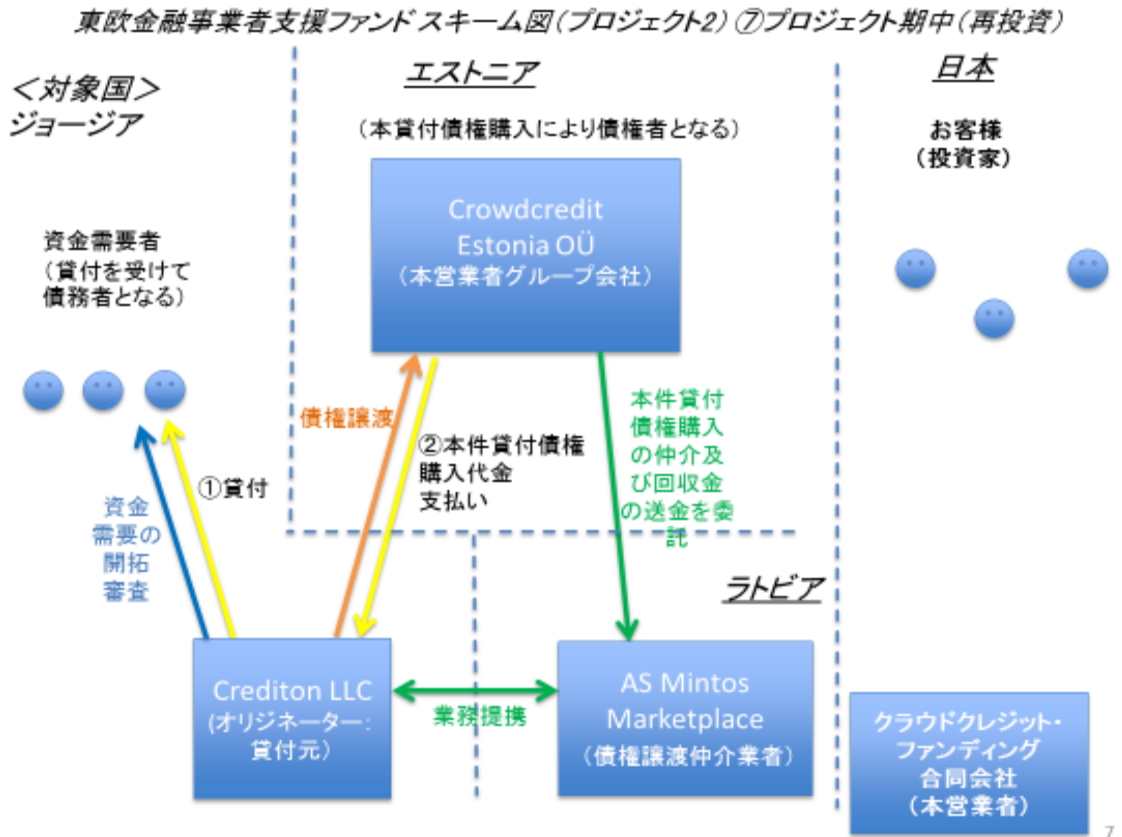 東欧金融事業者支援ファンド スキーム図(プロジェクト2) ⑦プロジェクト期中(再投資)
＜対象国＞
ジョージア
エストニア
日本
(本貸付債権購入により債権者となる)
お客様
(投資家)
Crowdcredit
Estonia OÜ
(本営業者グループ会社)
資金需要者
(貸付を受けて
債務者となる)
債権譲渡
②本件貸付債権
購入代金
支払い
本件貸付
債権購入
の仲介及
び回収金
の送金を委
託
①貸付
資金
需要の
開拓
審査
ラトビア
Crediton LLC
(オリジネーター:
貸付元)
業務提携
AS Mintos
Marketplace
(債権譲渡仲介業者)
クラウドクレジット・
ファンディング
合同会社
(本営業者)
7